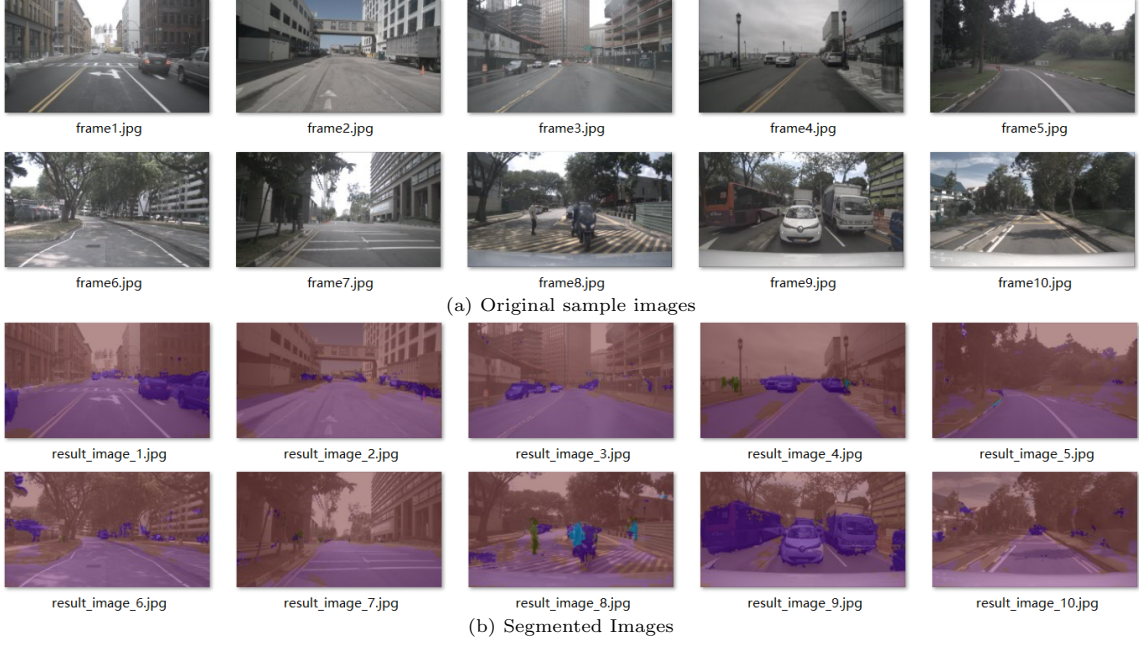 frame1.jpg
frame2.jpg
frame3.jpg
frame4.jpg
frame5.jpg
frame6.jpg
frame7.jpg
frame8.jpg
frame9.jpg
frame10.jpg
(a) Original sample images
result_image_1.jpg
result_image_2.jpg
result_image_3.jpg
result_image_4.jpg
result_image_5.jpg
result_image_6.jpg
result_image_7.jpg
result_image_8.jpg
result_image_9.jpg
result_image_10.jpg
(b) Segmented Images